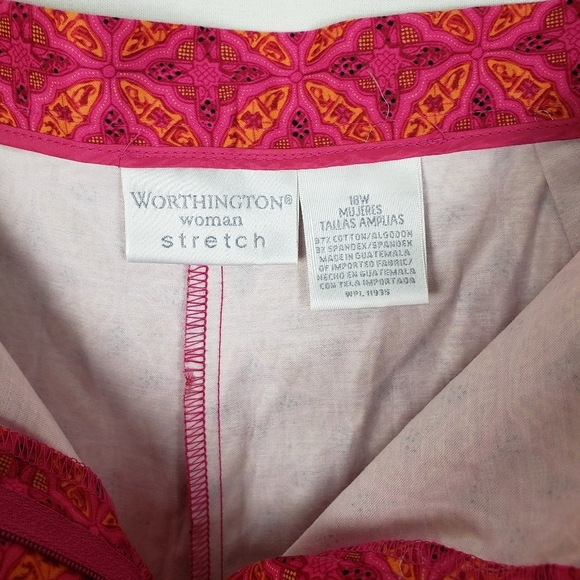 WORTHINGTON®
woman
stretch
18W
MUJERES
TALLAS AMPLIAS
97% COTTON/ALGODON
3% SPANDEX/SPANDEX
MADE IN GUATEMALA
OF IMPORTED FABRIC/
HECHO EN GUATEMALA
CON TELA IMPORTADA
WPL 11935